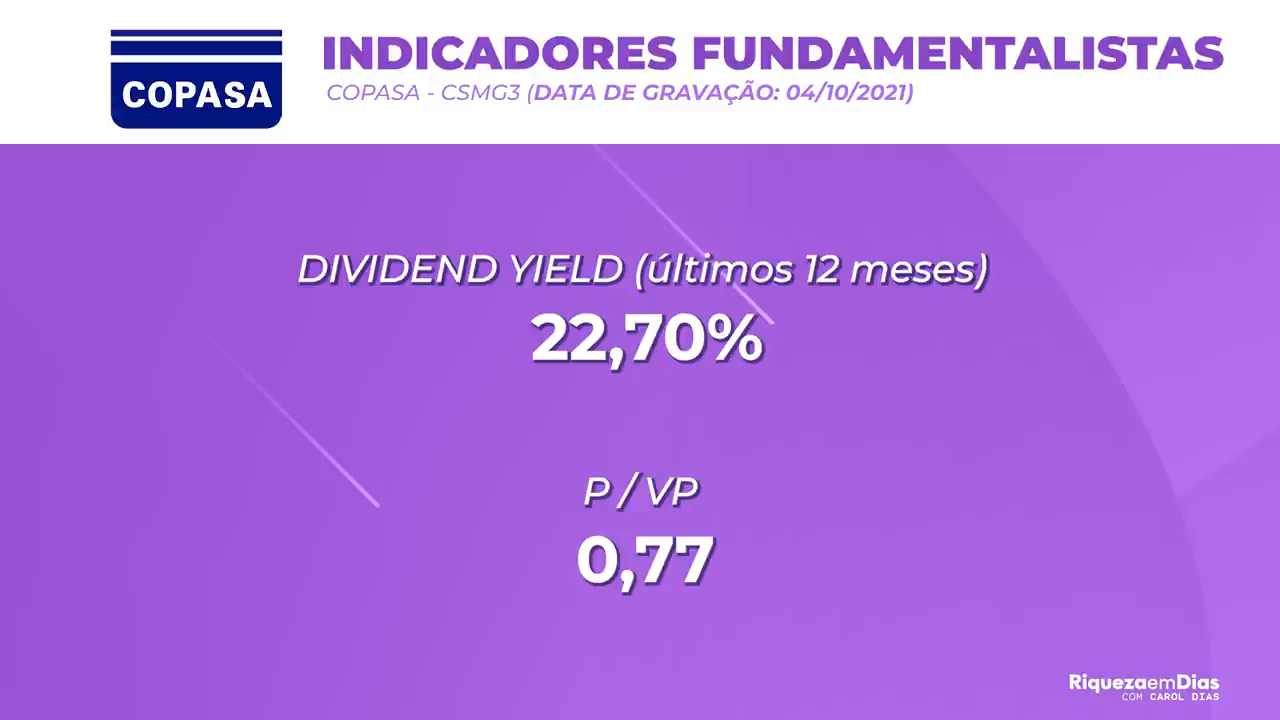 COPASA
INDICADORES FUNDAMENTALISTAS
COPASA - CSMG3 (DATA DE GRAVAÇÃO: 04/10/2021)
DIVIDEND YIELD (últimos 12 meses)
22,70%
P / VP
0,77
RiquezaemDias
COM CAROL DIAS